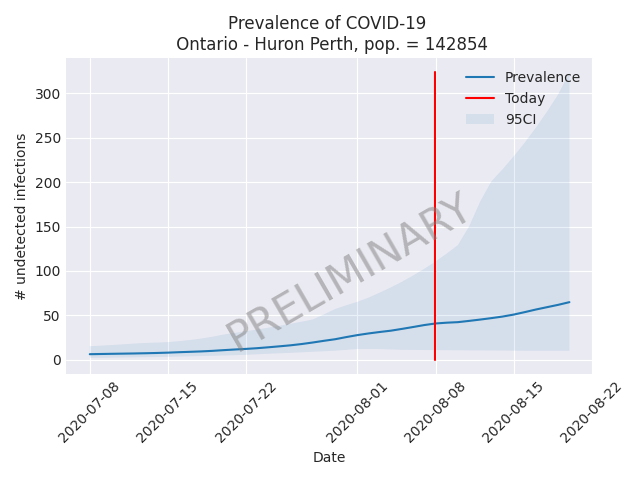 Prevalence of COVID-19
Ontario - Huron Perth, pop. = 142854
Prevalence
Today
95CI
300
250
200
150
100
50
0
# undetected infections
PRELIMINARY
2020-07-08
2020-07-15
2020-07-22
2020-08-01
2020-08-08
2020-08-15
2020-08-22
Date